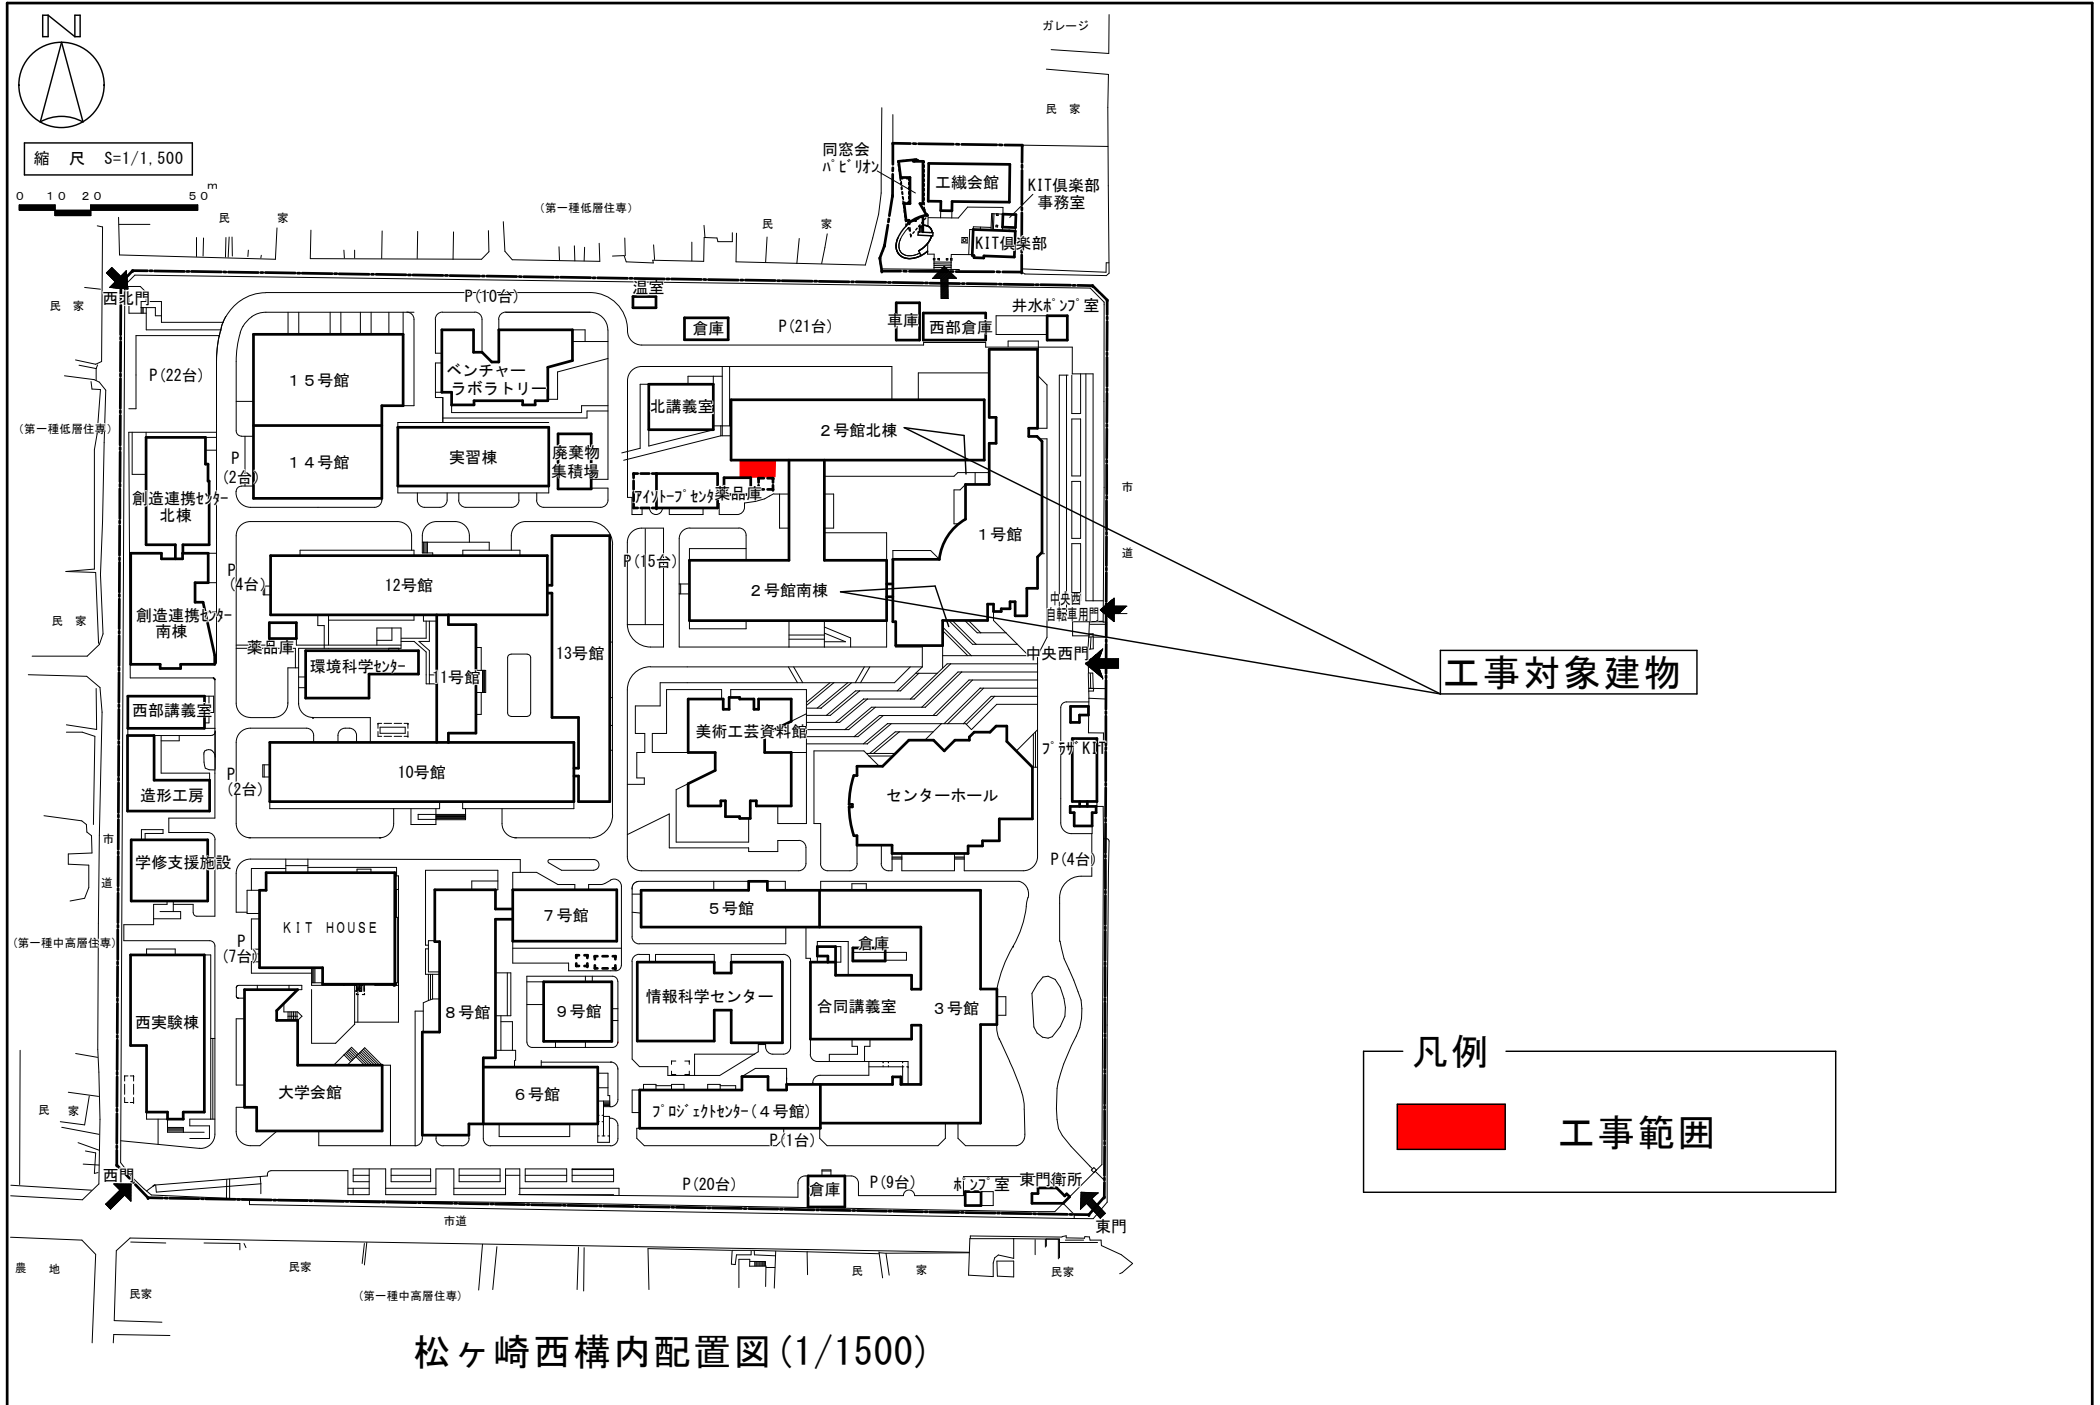 N
ガレージ
民 家
縮 尺 S=1/1,500
0 10 20 50m
同窓会
パビリオン
工繊会館
KIT倶楽部
事務室
KIT倶楽部
(第一種低層住専)
民 家
民 家
西北門
民 家
P(10台)
温室
倉庫
P(21台)
車庫
西部倉庫
井水ポンプ室
P(22台)
15号館
ベンチャー
ラボラトリー
北講義室
2号館北棟
(第一種低層住専)
14号館
P
(2台)
実習棟
廃棄物
集積場
創造連携センター
北棟
アイソトープセンター
薬品庫
1号館
市
道
P
(4台)
12号館
P(15台)
2号館南棟
中央西
自転車用門
創造連携センター
南棟
民 家
薬品庫
環境科学センター
11号館
13号館
中央西門
工事対象建物
西部講義室
美術工芸資料館
プラザKIT
P
(2台)
10号館
造形工房
センターホール
市
道
学修支援施設
P(4台)
KIT HOUSE
7号館
5号館
(第一種中高層住専)
P
(7台)
倉庫
西実験棟
8号館
9号館
情報科学センター
合同講義室
3号館
凡例
工事範囲
大学会館
6号館
プロジェクトセンター(4号館)
民 家
P(1台)
西門
P(20台)
倉庫
P(9台)
ポンプ室
東門衛所
市道
東門
農 地
民家
民 家
民家
民家
(第一種中高層住専)
松ヶ崎西構内配置図(1/1500)